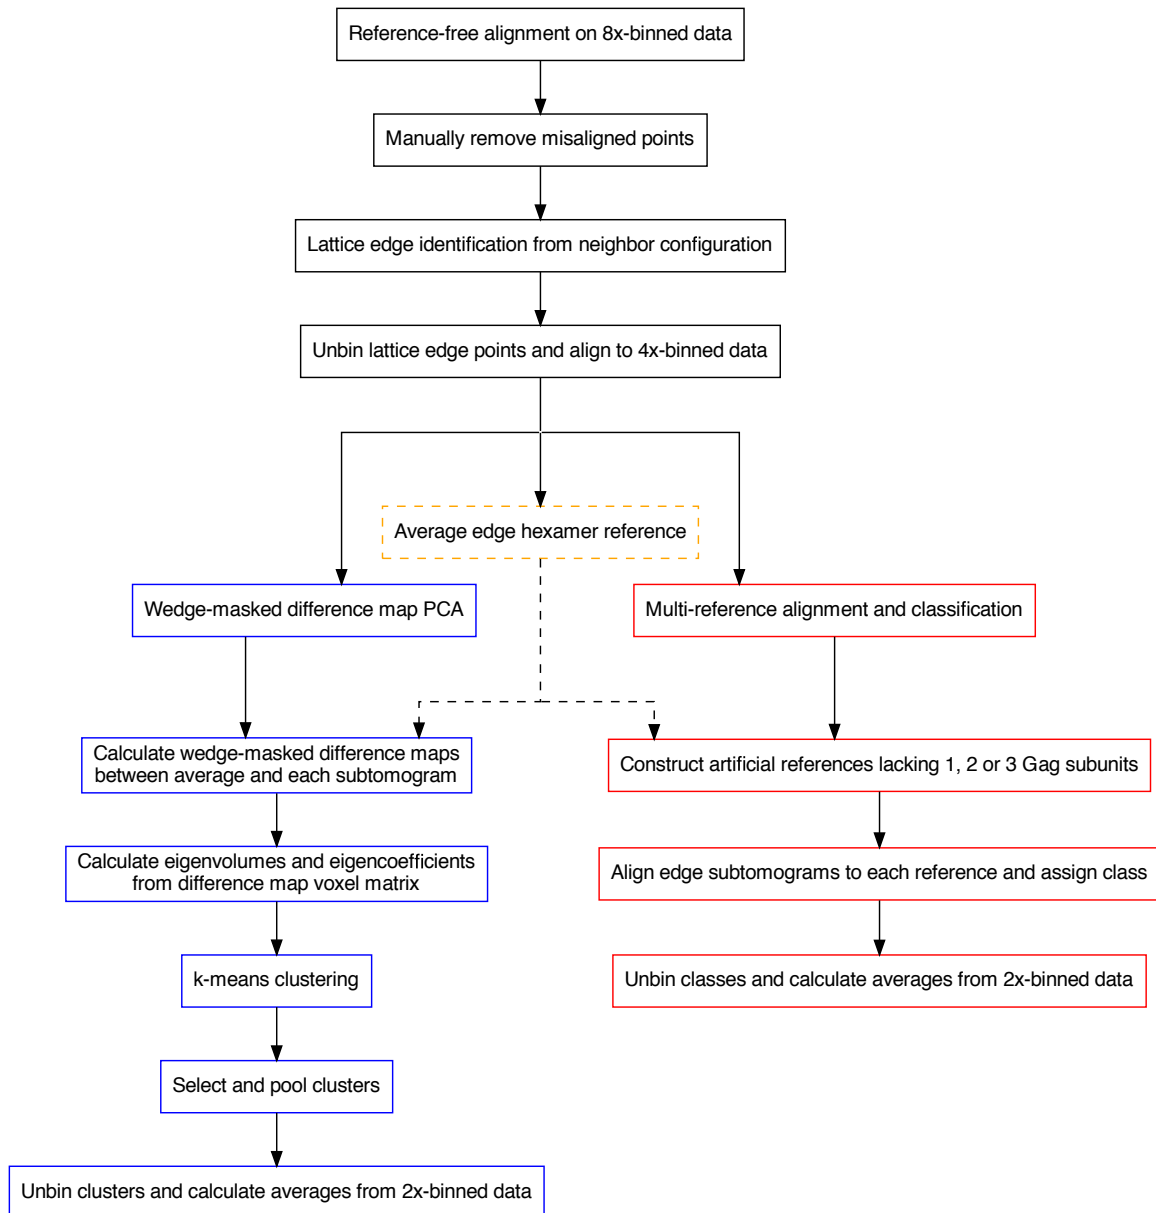 Reference-free alignment on 8x-binned data
Manually remove misaligned points
Lattice edge identification from neighbor configuration
Unbin lattice edge points and align to 4x-binned data
Average edge hexamer reference
Wedge-masked difference map PCA
Multi-reference alignment and classification
Calculate wedge-masked difference maps
between average and each subtomogram
Construct artificial references lacking 1, 2 or 3 Gag subunits
Calculate eigenvolumes and eigencoefficients
from difference map voxel matrix
Align edge subtomograms to each reference and assign class
k-means clustering
Unbin classes and calculate averages from 2x-binned data
Select and pool clusters
Unbin clusters and calculate averages from 2x-binned data